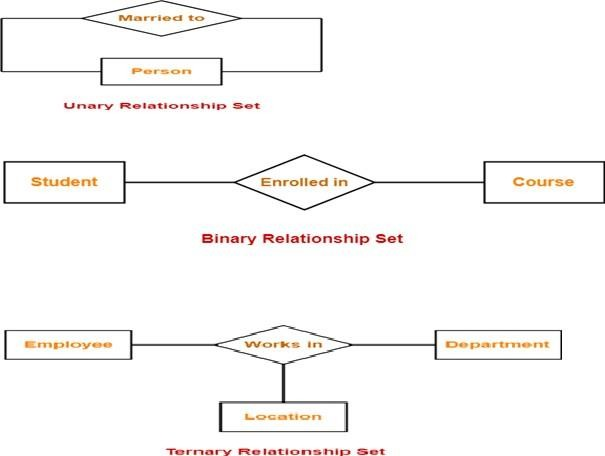 Married to
Person
Unary Relationship Set
Student
Enrolled in
Course
Binary Relationship Set
Employee
Works in
Department
Location
Ternary Relationship Set